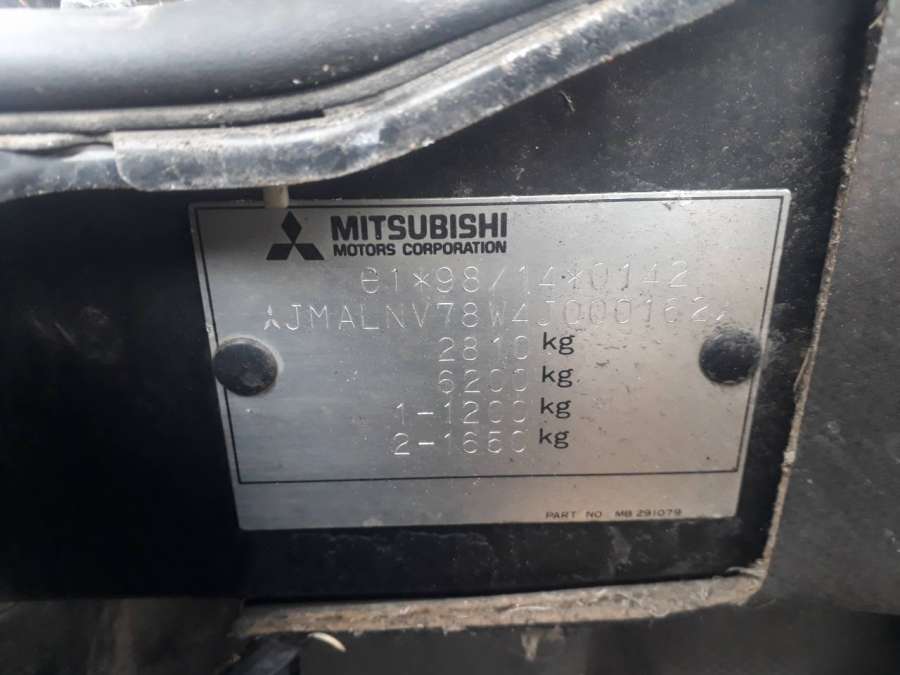 MITSUBISHI
MOTORS CORPORATION
e1*98/14*0142
JMALNV78W4J000162
2810 kg
6200 kg
1-1200 kg
2-1650 kg
PART NO. MB 291079